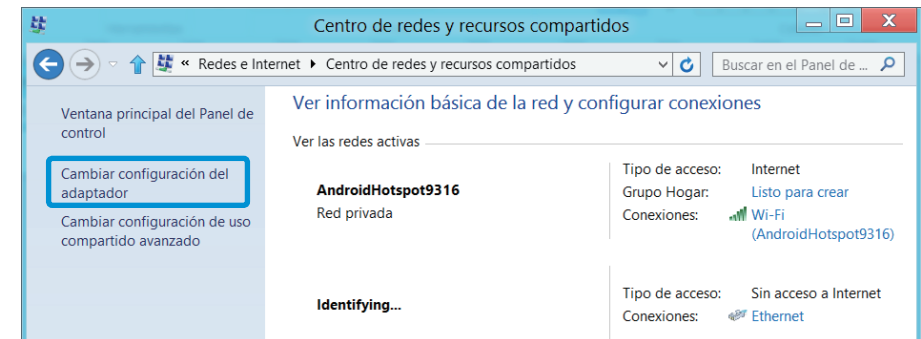 Centro de redes y recursos compartidos
« Redes e Internet ▸ Centro de redes y recursos compartidos
Buscar en el Panel de ...
Ventana principal del Panel de
control
Cambiar configuración del
adaptador
Cambiar configuración de uso
compartido avanzado
Ver información básica de la red y configurar conexiones
Ver las redes activas
AndroidHotspot9316
Red privada
Tipo de acceso: Internet
Grupo Hogar: Listo para crear
Conexiones: Wi-Fi
(AndroidHotspot9316)
Identifying...
Tipo de acceso: Sin acceso a Internet
Conexiones: Ethernet